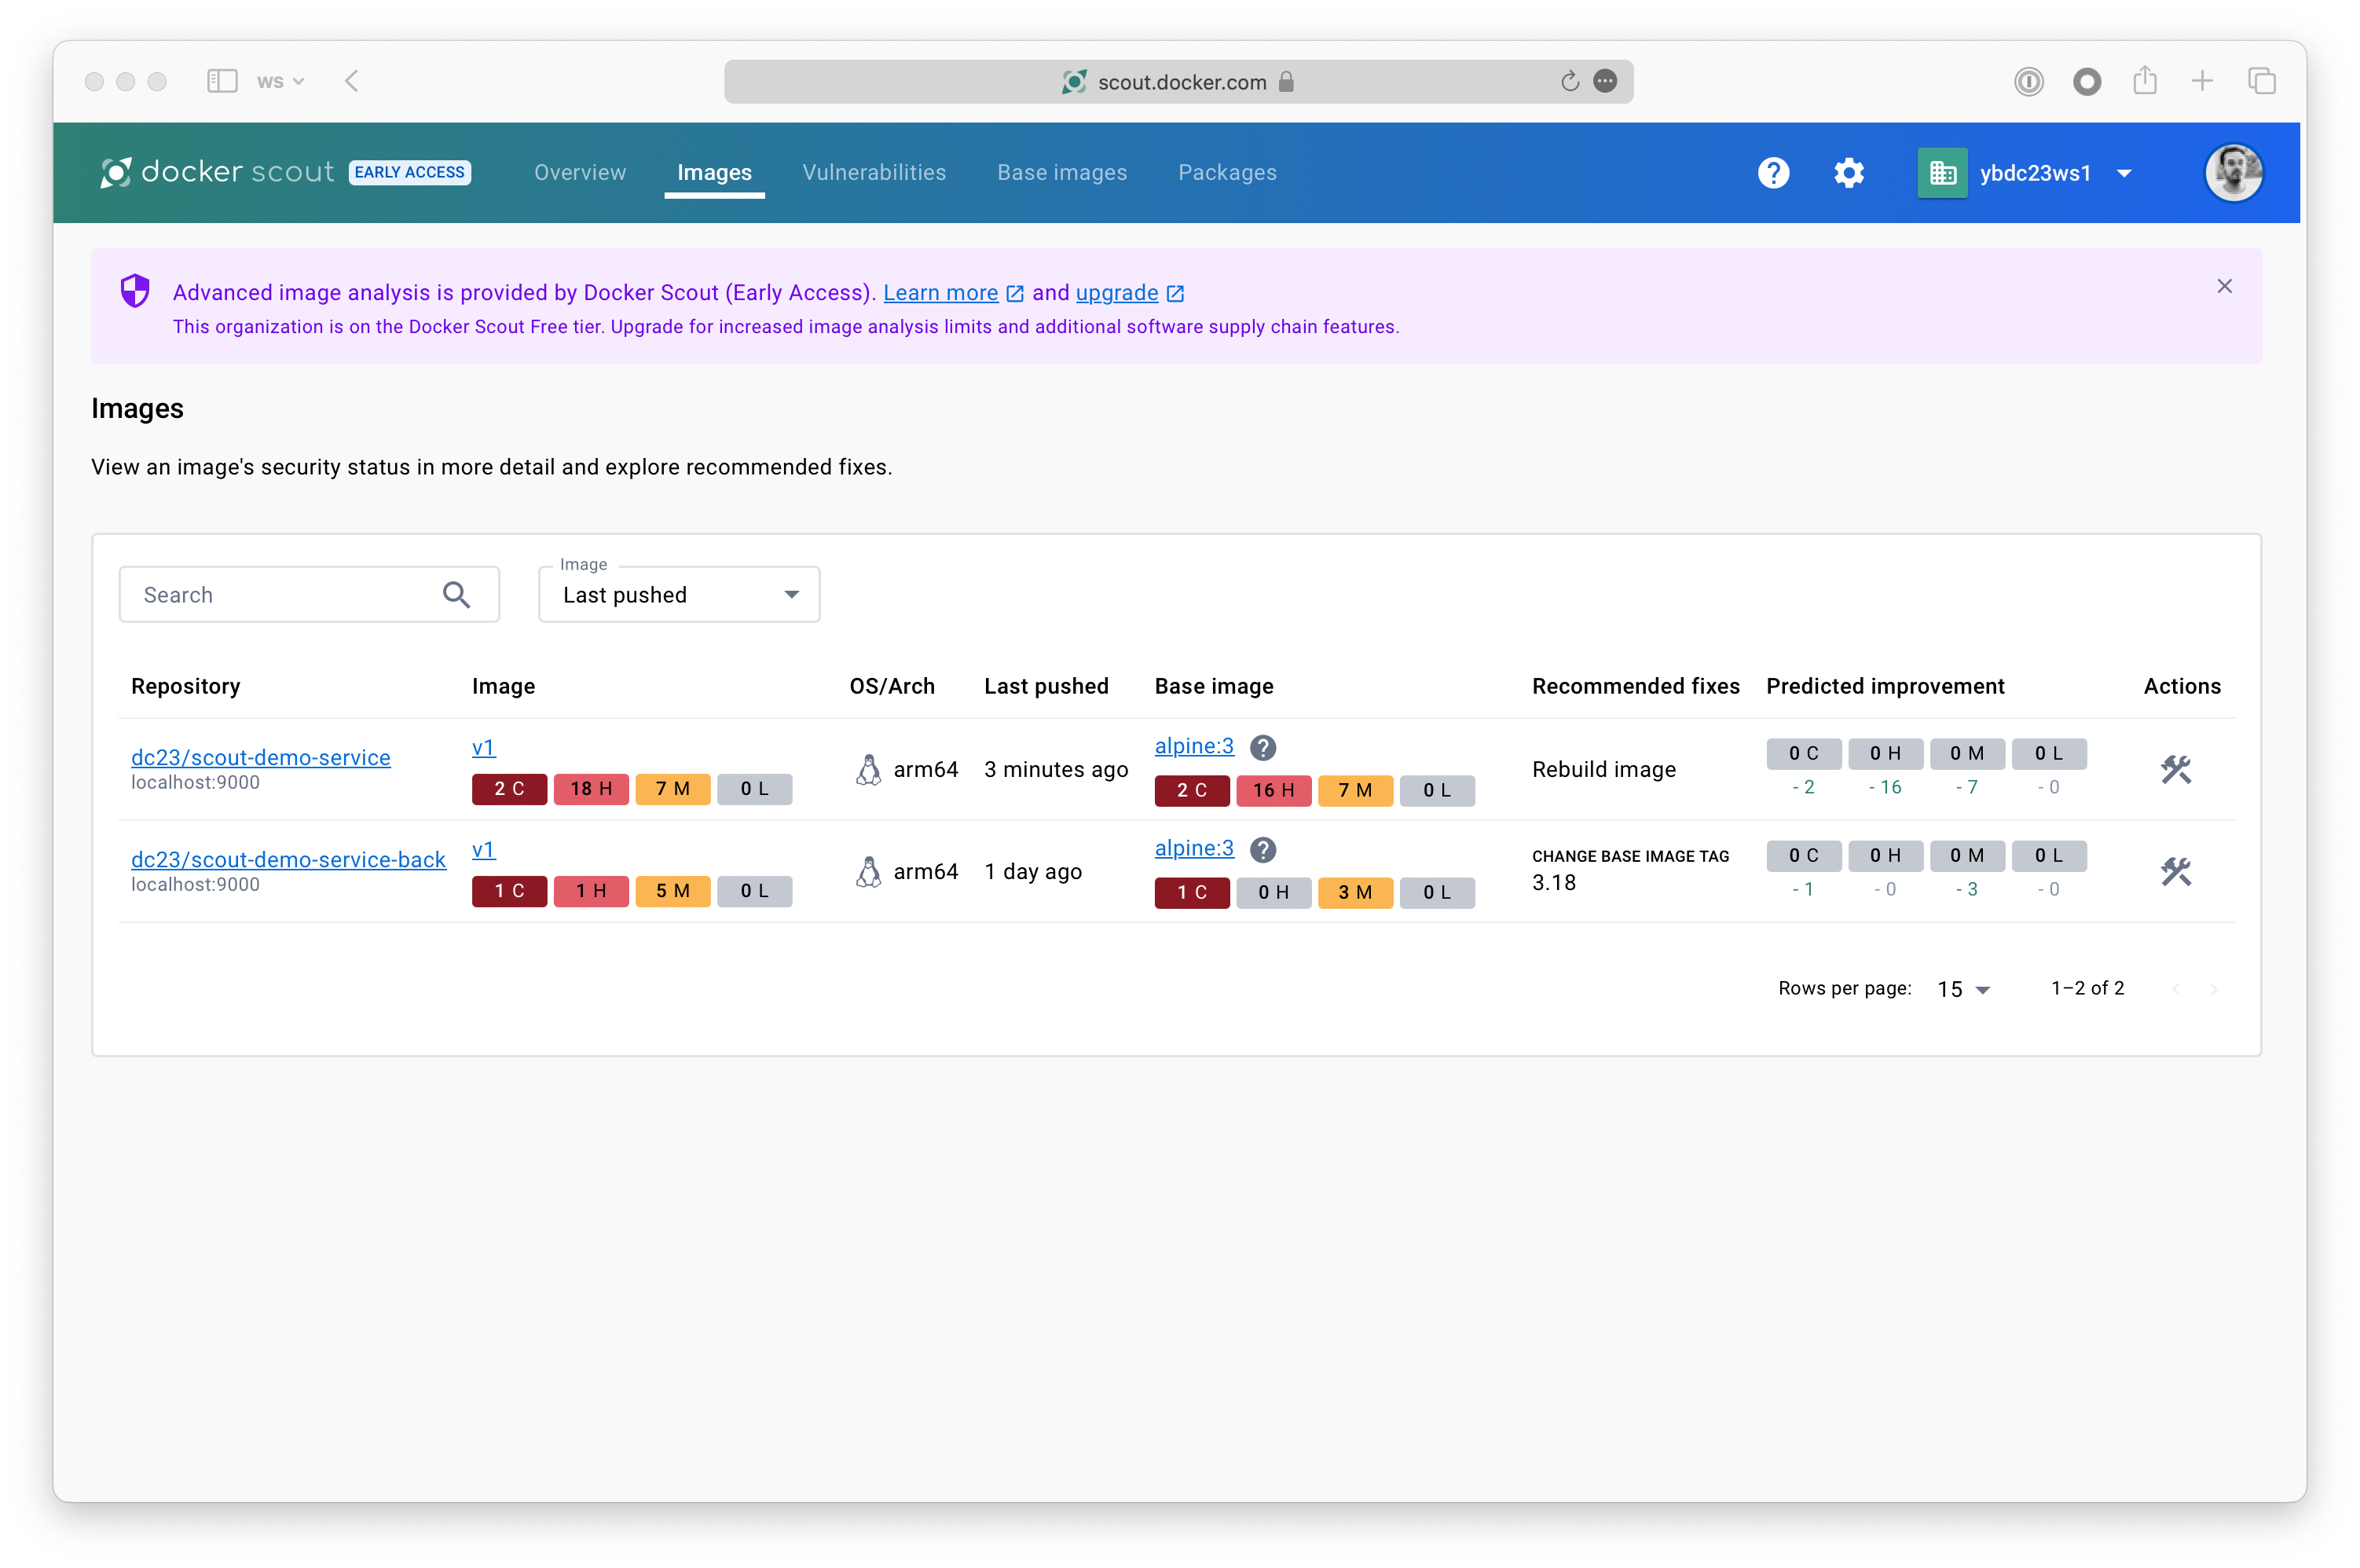 ws
scout.docker.com
docker scout EARLY ACCESS Overview Images Vulnerabilities Base images Packages ybdc23ws1
Advanced image analysis is provided by Docker Scout (Early Access). Learn more and upgrade
This organization is on the Docker Scout Free tier. Upgrade for increased image analysis limits and additional software supply chain features.
Images
View an image's security status in more detail and explore recommended fixes.
Image
Search Last pushed
Repository Image OS/Arch Last pushed Base image Recommended fixes Predicted improvement Actions
dc23/scout-demo-service
localhost:9000
v1
2 C 18 H 7 M 0 L
arm64
3 minutes ago
alpine:3 ?
2 C 16 H 7 M 0 L
Rebuild image
0 C 0 H 0 M 0 L
- 2 - 16 - 7 - 0
dc23/scout-demo-service-back
localhost:9000
v1
1 C 1 H 5 M 0 L
arm64
1 day ago
alpine:3 ?
1 C 0 H 3 M 0 L
CHANGE BASE IMAGE TAG
3.18
0 C 0 H 0 M 0 L
- 1 - 0 - 3 - 0
Rows per page: 15 1–2 of 2